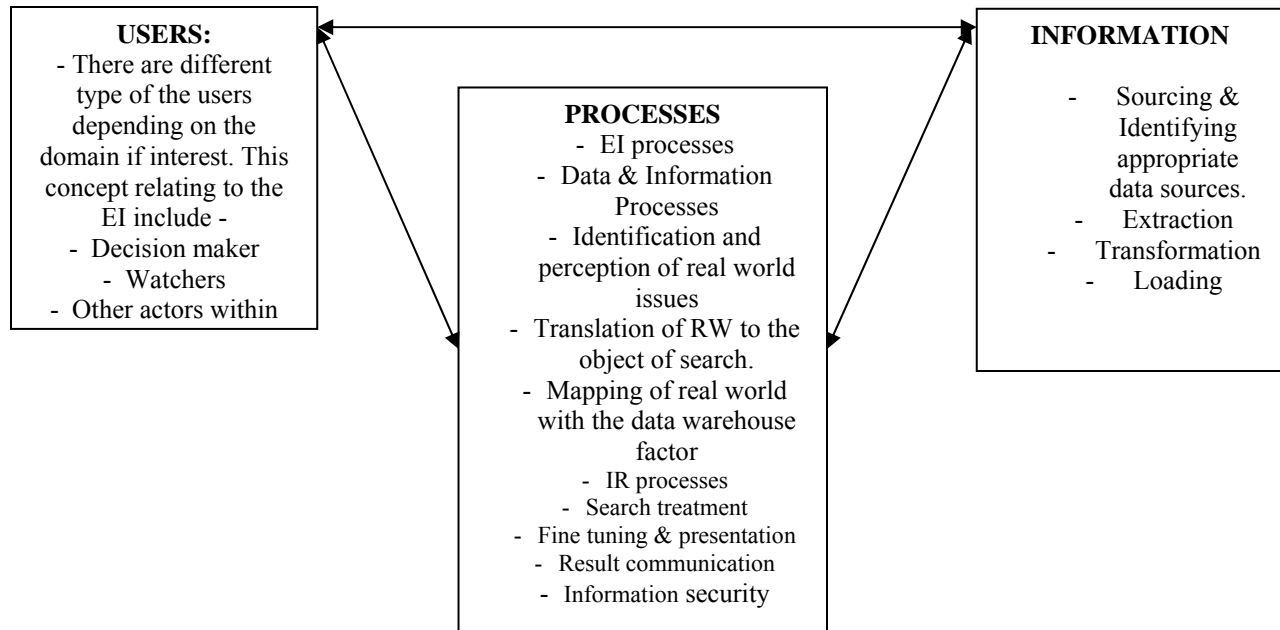 USERS:
- There are different
type of the users
depending on the
domain if interest. This
concept relating to the
EI include -
- Decision maker
- Watchers
- Other actors within
PROCESSES
- EI processes
- Data & Information
Processes
- Identification and
perception of real world
issues
- Translation of RW to the
object of search.
- Mapping of real world
with the data warehouse
factor
- IR processes
- Search treatment
- Fine tuning & presentation
- Result communication
- Information security
INFORMATION
- Sourcing &
Identifying
appropriate
data sources.
- Extraction
- Transformation
- Loading